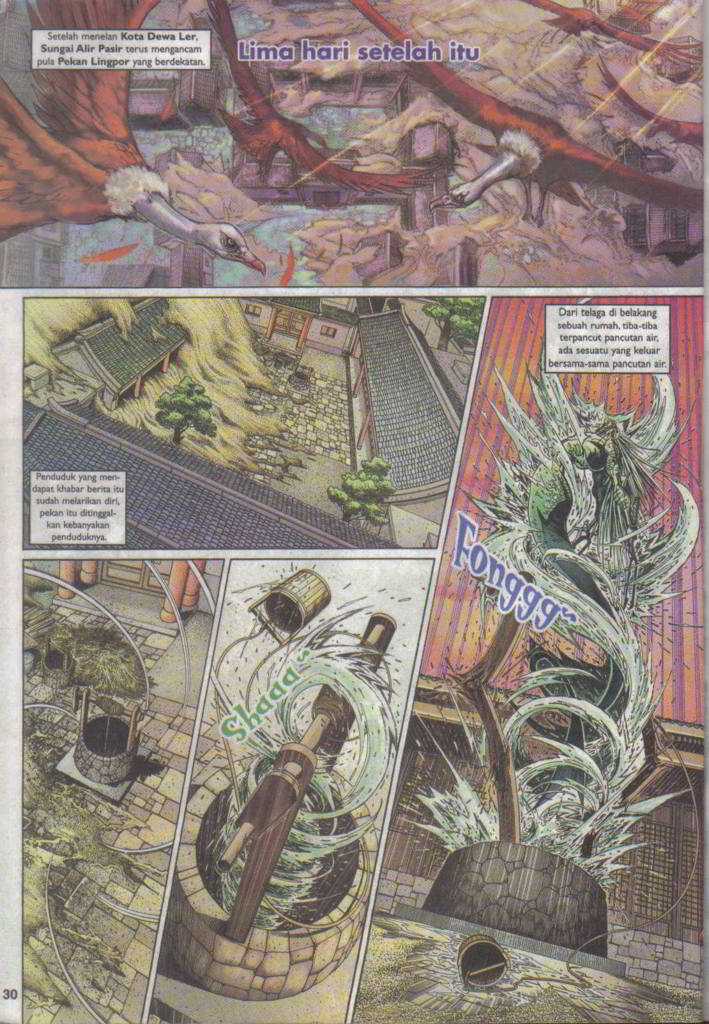 Setelah menelan Kota Dewa Ler,
Sungai Alir Pasir terus mengancam
pula Pekan Lingpor yang berdekatan.
Lima hari setelah itu
Penduduk yang men-
dapat khabar berita itu
sudah melarikan diri,
pekan itu ditinggal-
kan kebanyakan
penduduknya.
Dari telaga di belakang
sebuah rumah, tiba-tiba
terpancut pancutan air,
ada sesuatu yang keluar
bersama-sama pancutan air.
Shaaa
Fonggg
30